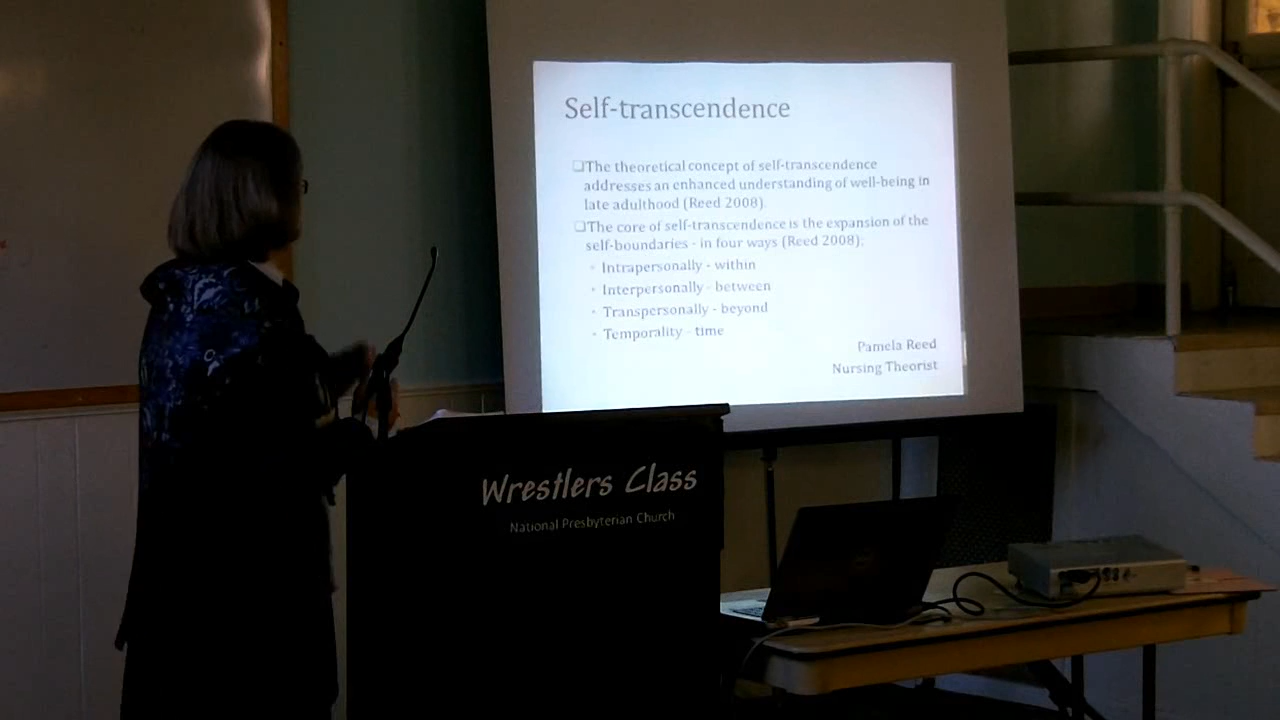 Self-transcendence
❑The theoretical concept of self-transcendence
addresses an enhanced understanding of well-being in
late adulthood (Reed 2008).
❑The core of self-transcendence is the expansion of the
self-boundaries - in four ways (Reed 2008):
◦ Intrapersonally - within
◦ Interpersonally - between
◦ Transpersonally - beyond
◦ Temporality - time
Pamela Reed
Nursing Theorist
Wrestlers Class
National Presbyterian Church